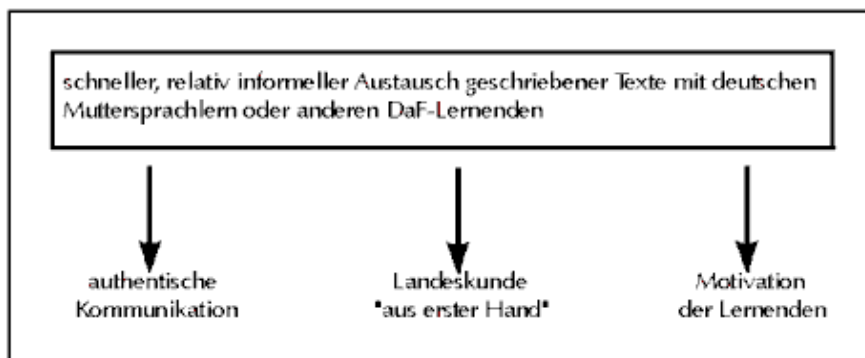 schneller, relativ informeller Austausch geschriebener Texte mit deutschen
Muttersprachlern oder anderen DaF-Lernenden
authentische
Kommunikation
Landeskunde
"aus erster Hand"
Motivation
der Lernenden